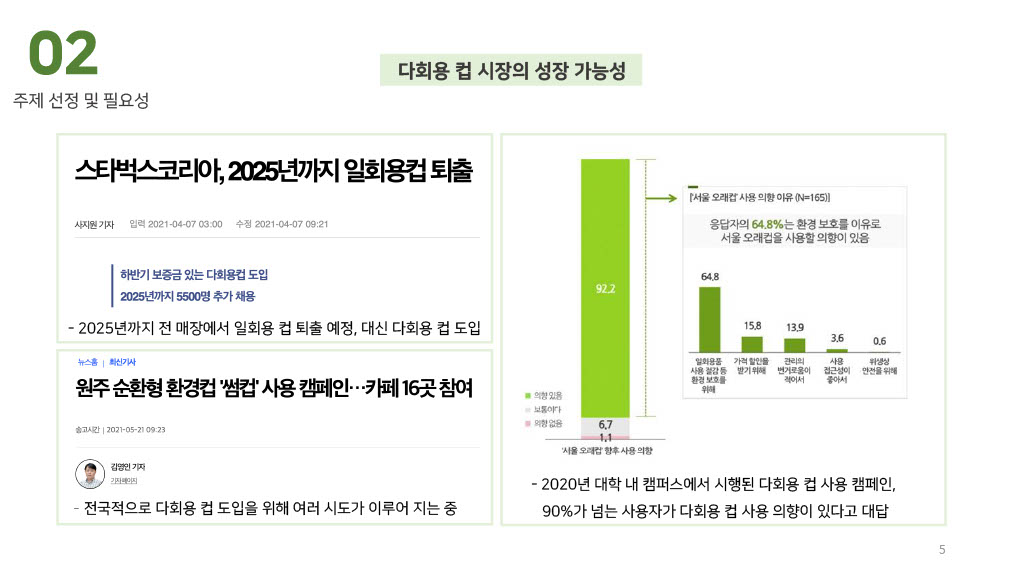 02
주제 선정 및 필요성
다회용 컵 시장의 성장 가능성
스타벅스코리아, 2025년까지 일회용컵 퇴출
사지원 기자 입력 2021-04-07 03:00 수정 2021-04-07 09:21
하반기 보증금 있는 다회용컵 도입
2025년까지 5500명 추가 채용
- 2025년까지 전 매장에서 일회용 컵 퇴출 예정, 대신 다회용 컵 도입
뉴스홈 | 최신기사
원주 순환형 환경컵 '썸컵' 사용 캠페인…카페 16곳 참여
송고시간 | 2021-05-21 09:23
김영인 기자
기자페이지
- 전국적으로 다회용 컵 도입을 위해 여러 시도가 이루어 지는 중
92.2
6.7
1.1
의향 있음
보통이다
의향 없음
'서울 오래컵' 향후 사용 의향
['서울 오래컵' 사용 의향 이유 (N=165)]
응답자의 64.8%는 환경 보호를 이유로
서울 오래컵을 사용할 의향이 있음
64.8
15.8
13.9
3.6
0.6
일회용품
사용 절감 등
환경 보호를
위해
가격 할인을
받기 위해
관리의
번거로움이
적어서
사용
접근성이
좋아서
위생성
안전을 위해
- 2020년 대학 내 캠퍼스에서 시행된 다회용 컵 사용 캠페인,
90%가 넘는 사용자가 다회용 컵 사용 의향이 있다고 대답
5